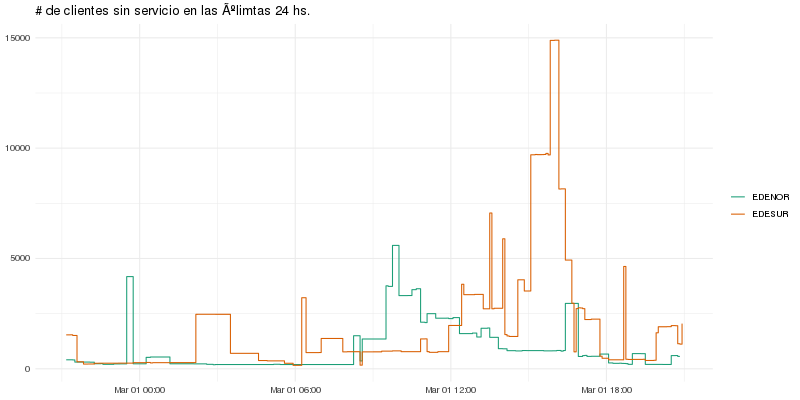 # de clientes sin servicio en las Ãºlimtas 24 hs.
15000
10000
5000
0
Mar 01 00:00
Mar 01 06:00
Mar 01 12:00
Mar 01 18:00
EDENOR
EDESUR